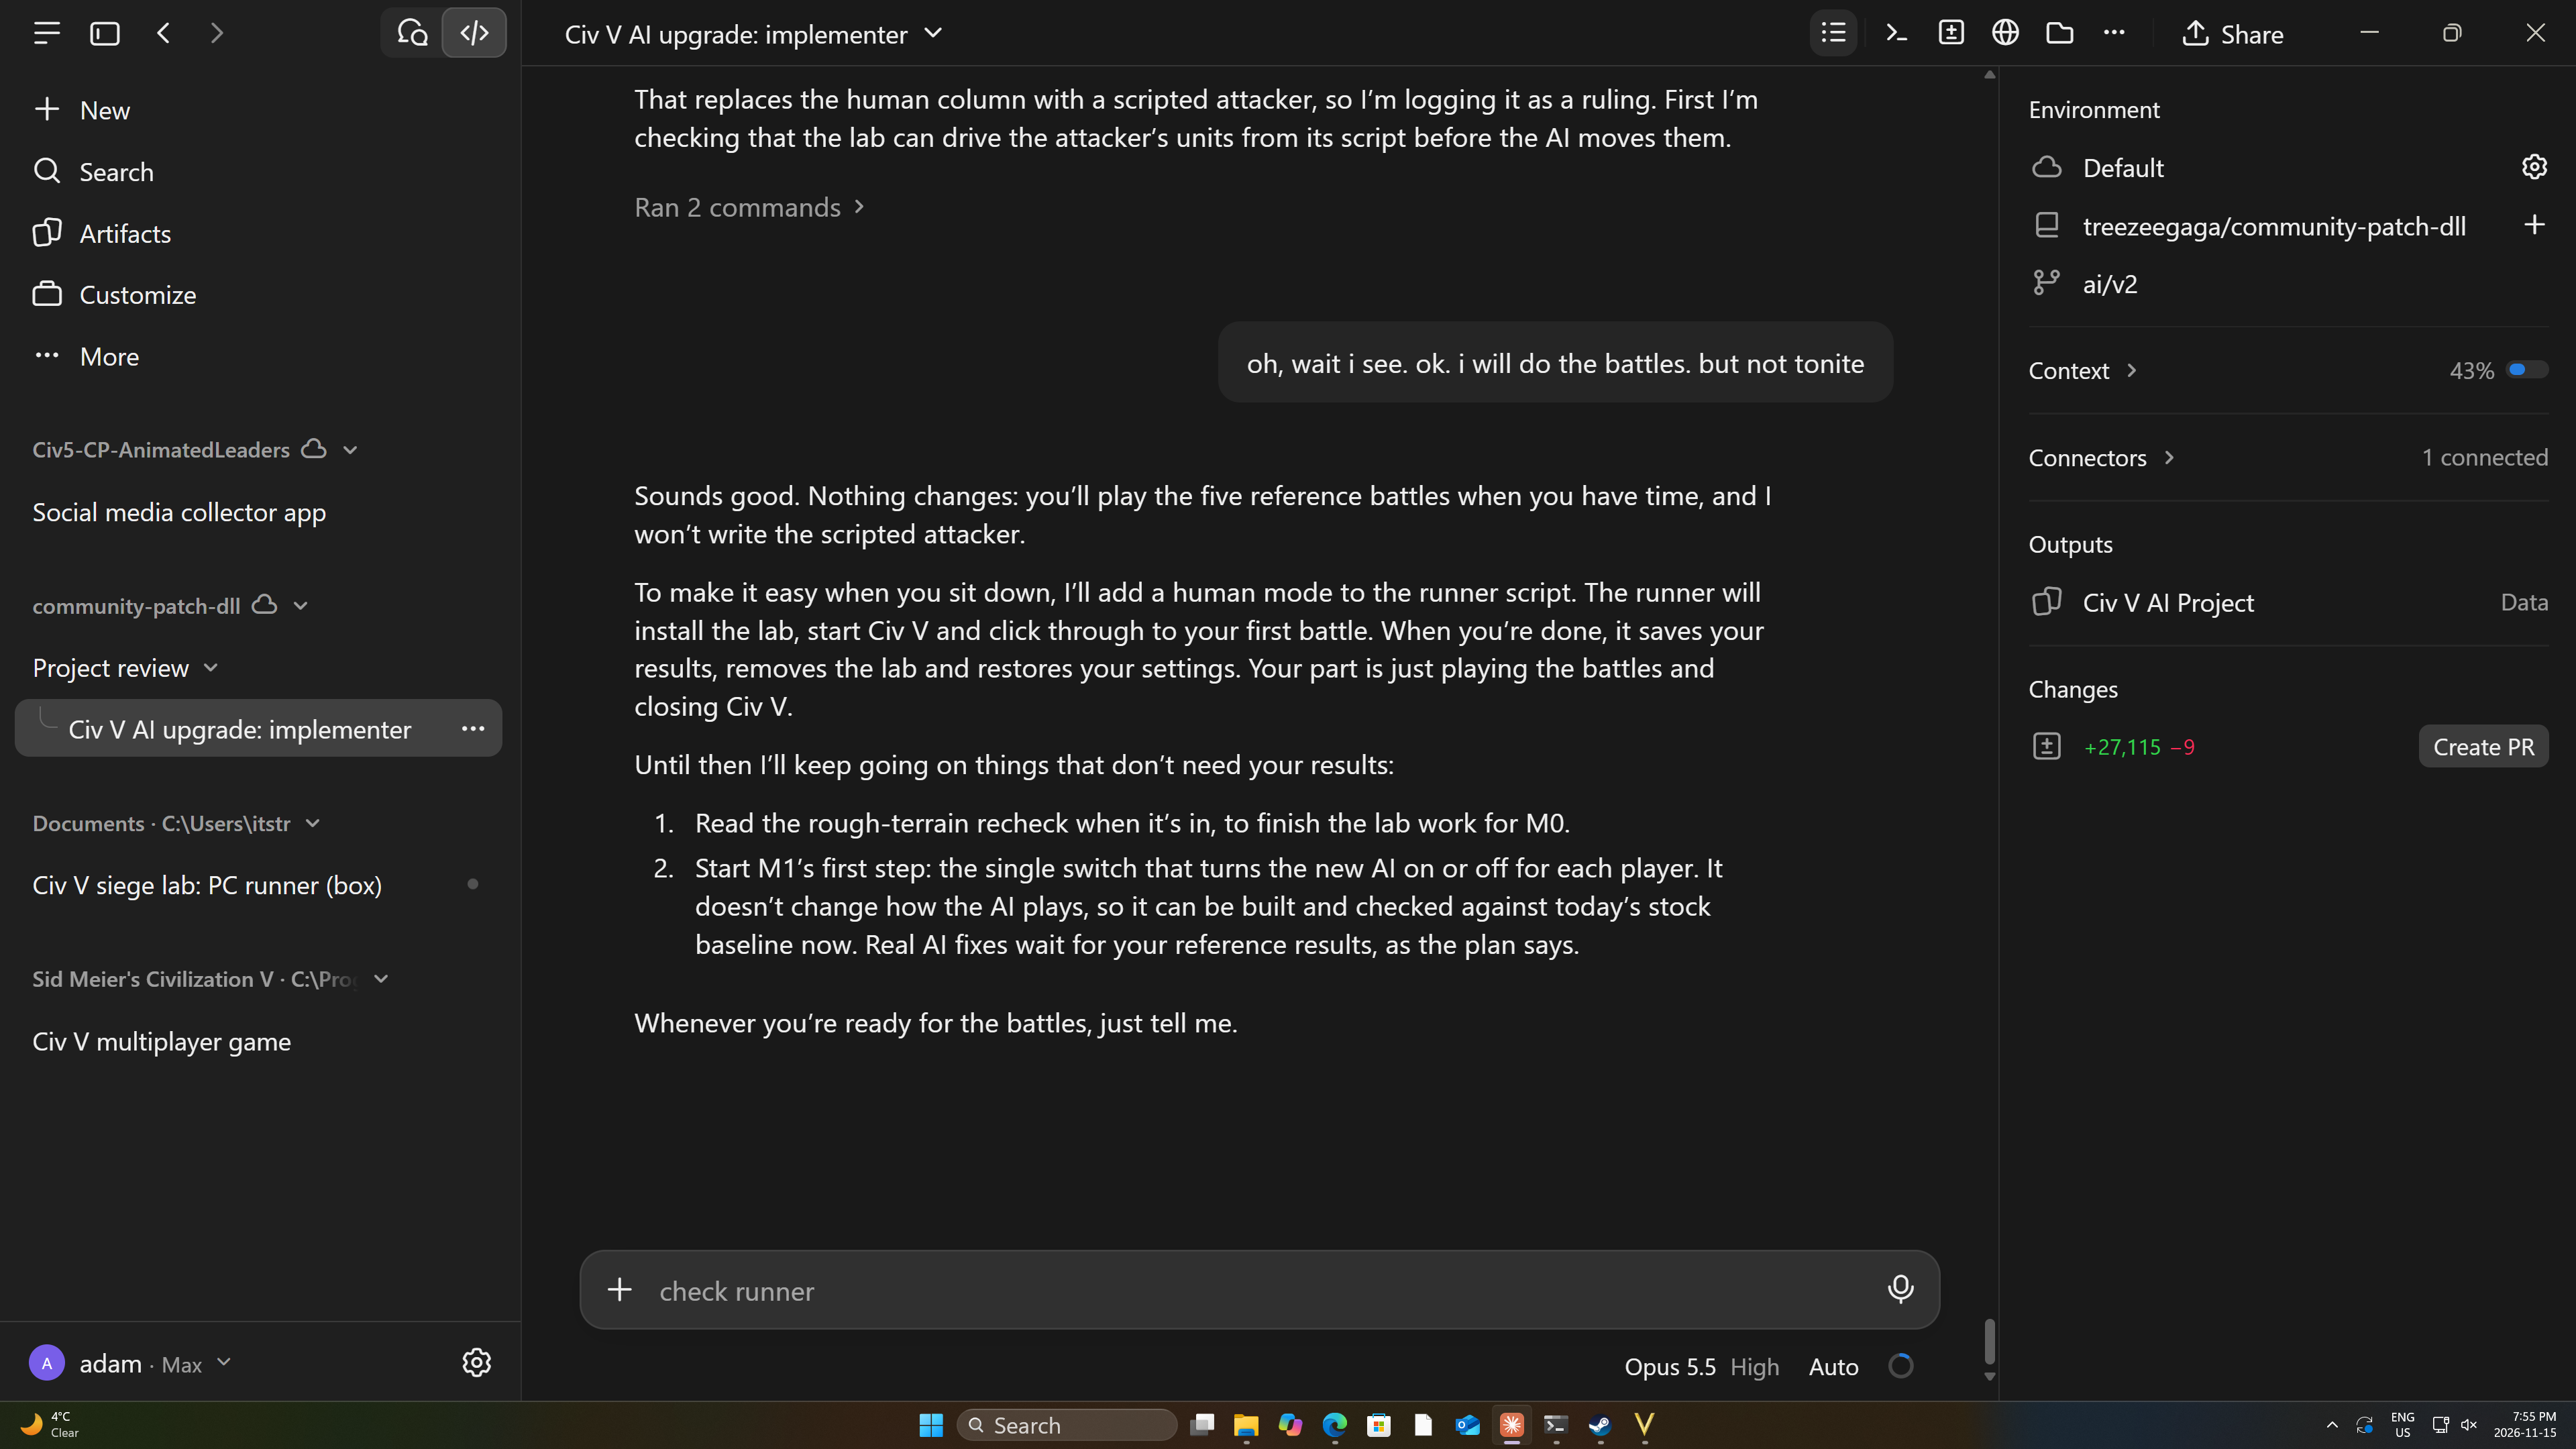 Civ V AI upgrade: implementer
Share
New
Search
Artifacts
Customize
More
Civ5-CP-AnimatedLeaders
Social media collector app
community-patch-dll
Project review
Civ V AI upgrade: implementer
Documents · C:\Users\itstr
Civ V siege lab: PC runner (box)
Sid Meier's Civilization V · C:\Prog
Civ V multiplayer game
A adam · Max
That replaces the human column with a scripted attacker, so I’m logging it as a ruling. First I’m
checking that the lab can drive the attacker’s units from its script before the AI moves them.
Ran 2 commands
oh, wait i see. ok. i will do the battles. but not tonite
Sounds good. Nothing changes: you’ll play the five reference battles when you have time, and I
won’t write the scripted attacker.
To make it easy when you sit down, I’ll add a human mode to the runner script. The runner will
install the lab, start Civ V and click through to your first battle. When you’re done, it saves your
results, removes the lab and restores your settings. Your part is just playing the battles and
closing Civ V.
Until then I’ll keep going on things that don’t need your results:
1. Read the rough-terrain recheck when it’s in, to finish the lab work for M0.
2. Start M1’s first step: the single switch that turns the new AI on or off for each player. It
doesn’t change how the AI plays, so it can be built and checked against today’s stock
baseline now. Real AI fixes wait for your reference results, as the plan says.
Whenever you’re ready for the battles, just tell me.
check runner
Opus 5.5 High Auto
Environment
Default
treezeegaga/community-patch-dll
ai/v2
Context 43%
Connectors 1 connected
Outputs
Civ V AI Project Data
Changes
+27,115 −9 Create PR
4°C
Clear
Search
ENG
US
7:55 PM
2026-11-15